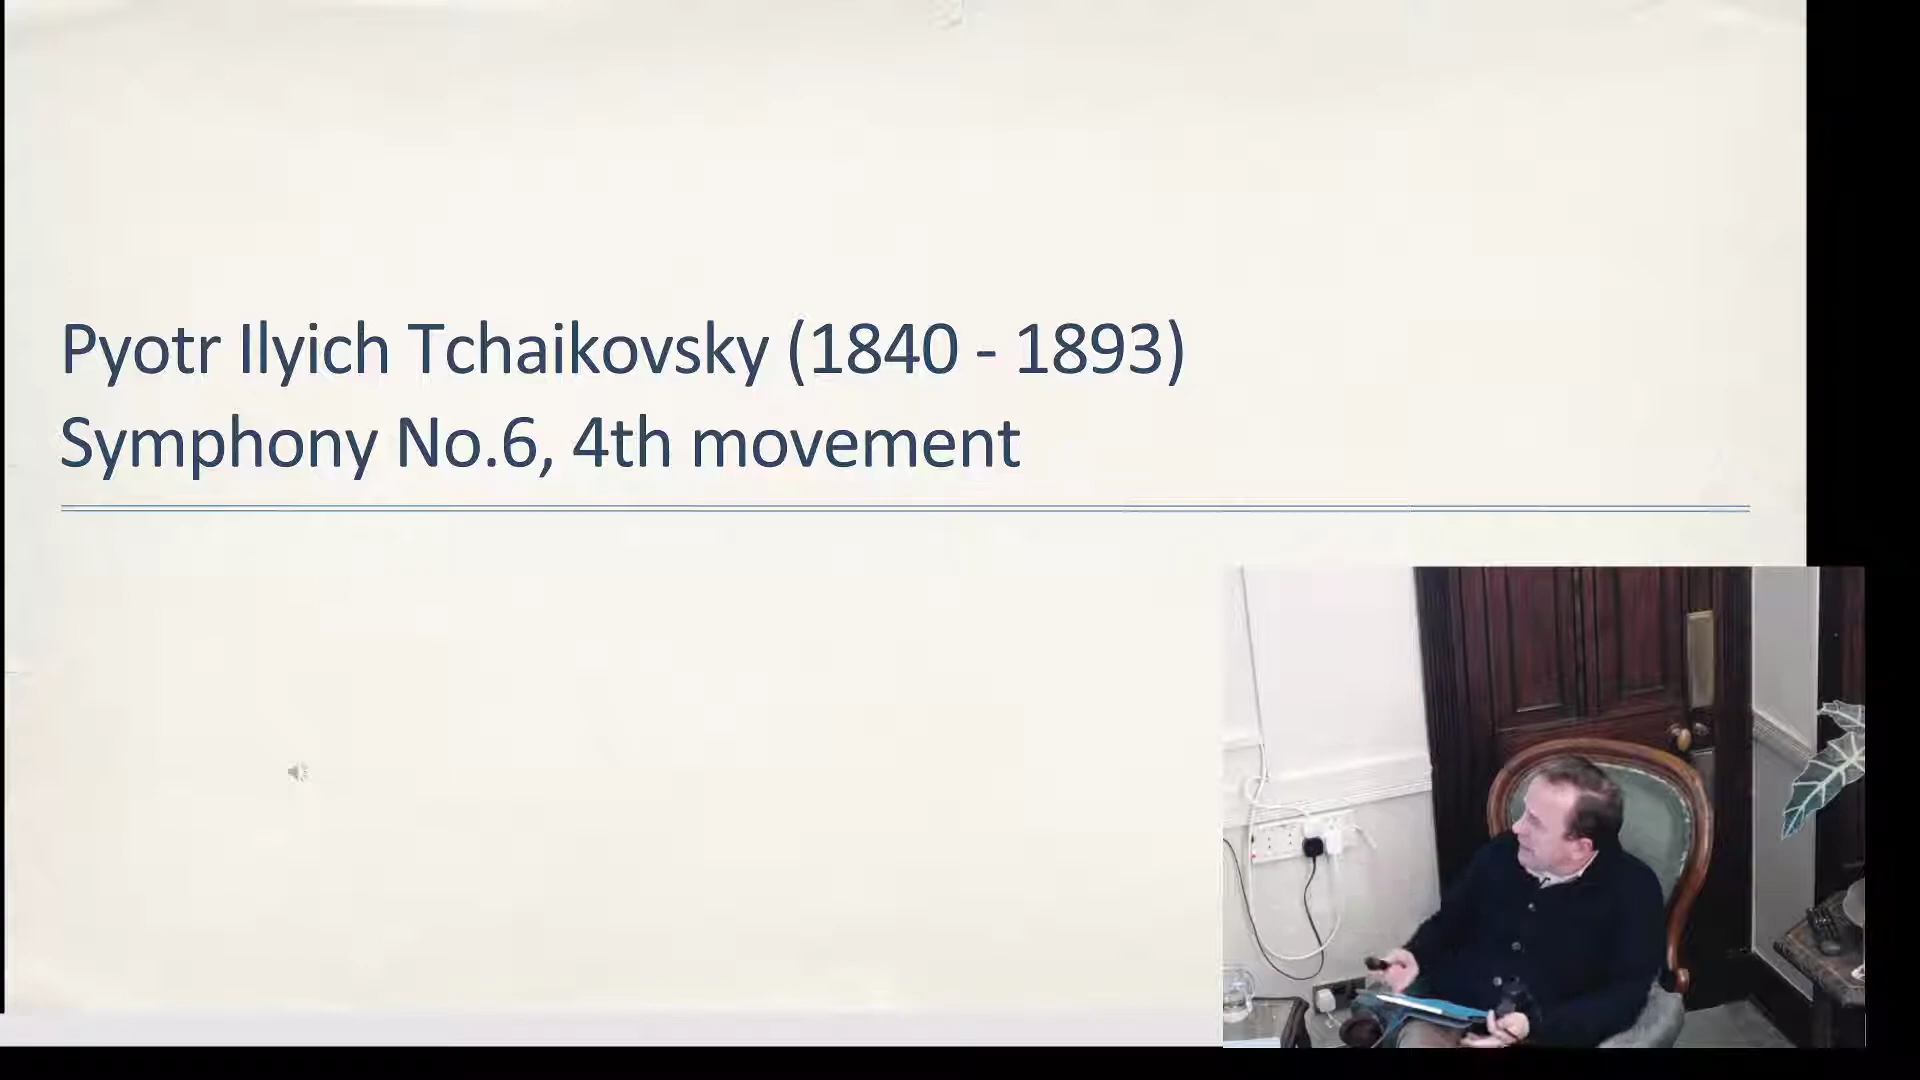 Pyotr Ilyich Tchaikovsky (1840 - 1893)
Symphony No.6, 4th movement